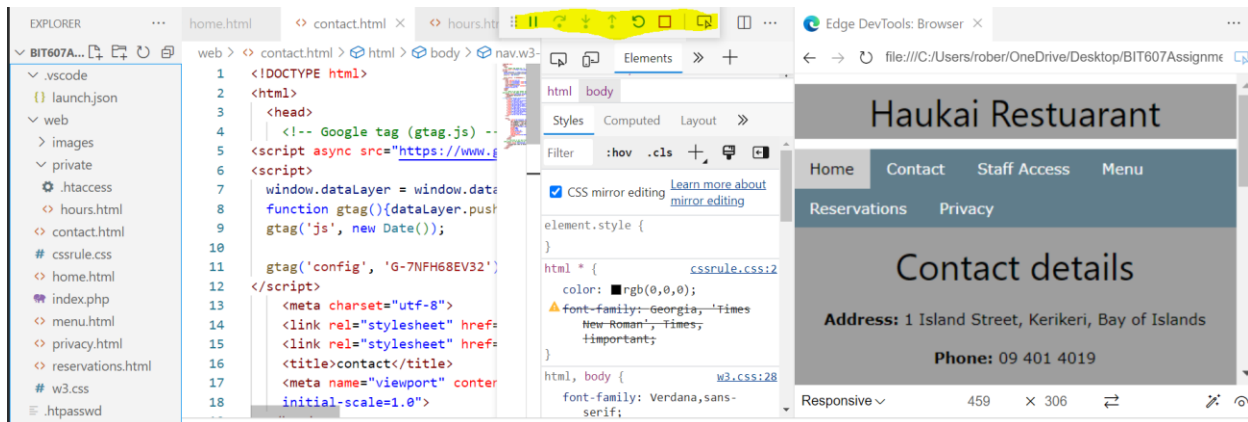 EXPLORER
BIT607A...
.vscode
{} launch.json
web
images
private
.htaccess
<> hours.html
<> contact.html
# cssrule.css
<> home.html
index.php
<> menu.html
<> privacy.html
<> reservations.html
# w3.css
.htpasswd
home.html <> contact.html × <> hours.htr
web > <> contact.html > html > body > nav.w3-
1 <!DOCTYPE html>
2 <html>
3 <head>
4 <!-- Google tag (gtag.js) --
5 <script async src="https://www.g
6 <script>
7 window.dataLayer = window.data
8 function gtag(){dataLayer.push
9 gtag('js', new Date());
10
11 gtag('config', 'G-7NFH68EV32')
12 </script>
13 <meta charset="utf-8">
14 <link rel="stylesheet" href=
15 <link rel="stylesheet" href=
16 <title>contact</title>
17 <meta name="viewport" conten
18 initial-scale=1.0">
Elements
html body
Styles Computed Layout
Filter :hov .cls
CSS mirror editing Learn more about
mirror editing
element.style {
}
html * { cssrule.css:2
color: rgb(0,0,0);
font-family: Georgia, 'Times
New Roman', Times,
!important;
}
html, body { w3.css:28
font-family: Verdana,sans-
serif;
Edge DevTools: Browser ×
file:///C:/Users/rober/OneDrive/Desktop/BIT607Assignme
Haukai Restuarant
Home Contact Staff Access Menu
Reservations Privacy
Contact details
Address: 1 Island Street, Kerikeri, Bay of Islands
Phone: 09 401 4019
Responsive 459 × 306